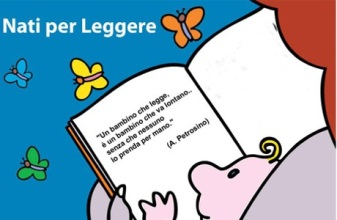 Nati per Leggere
"Un bambino che legge,
è un bambino che va lontano..
senza che nessuno
lo prenda per mano."
(A. Petrosino)